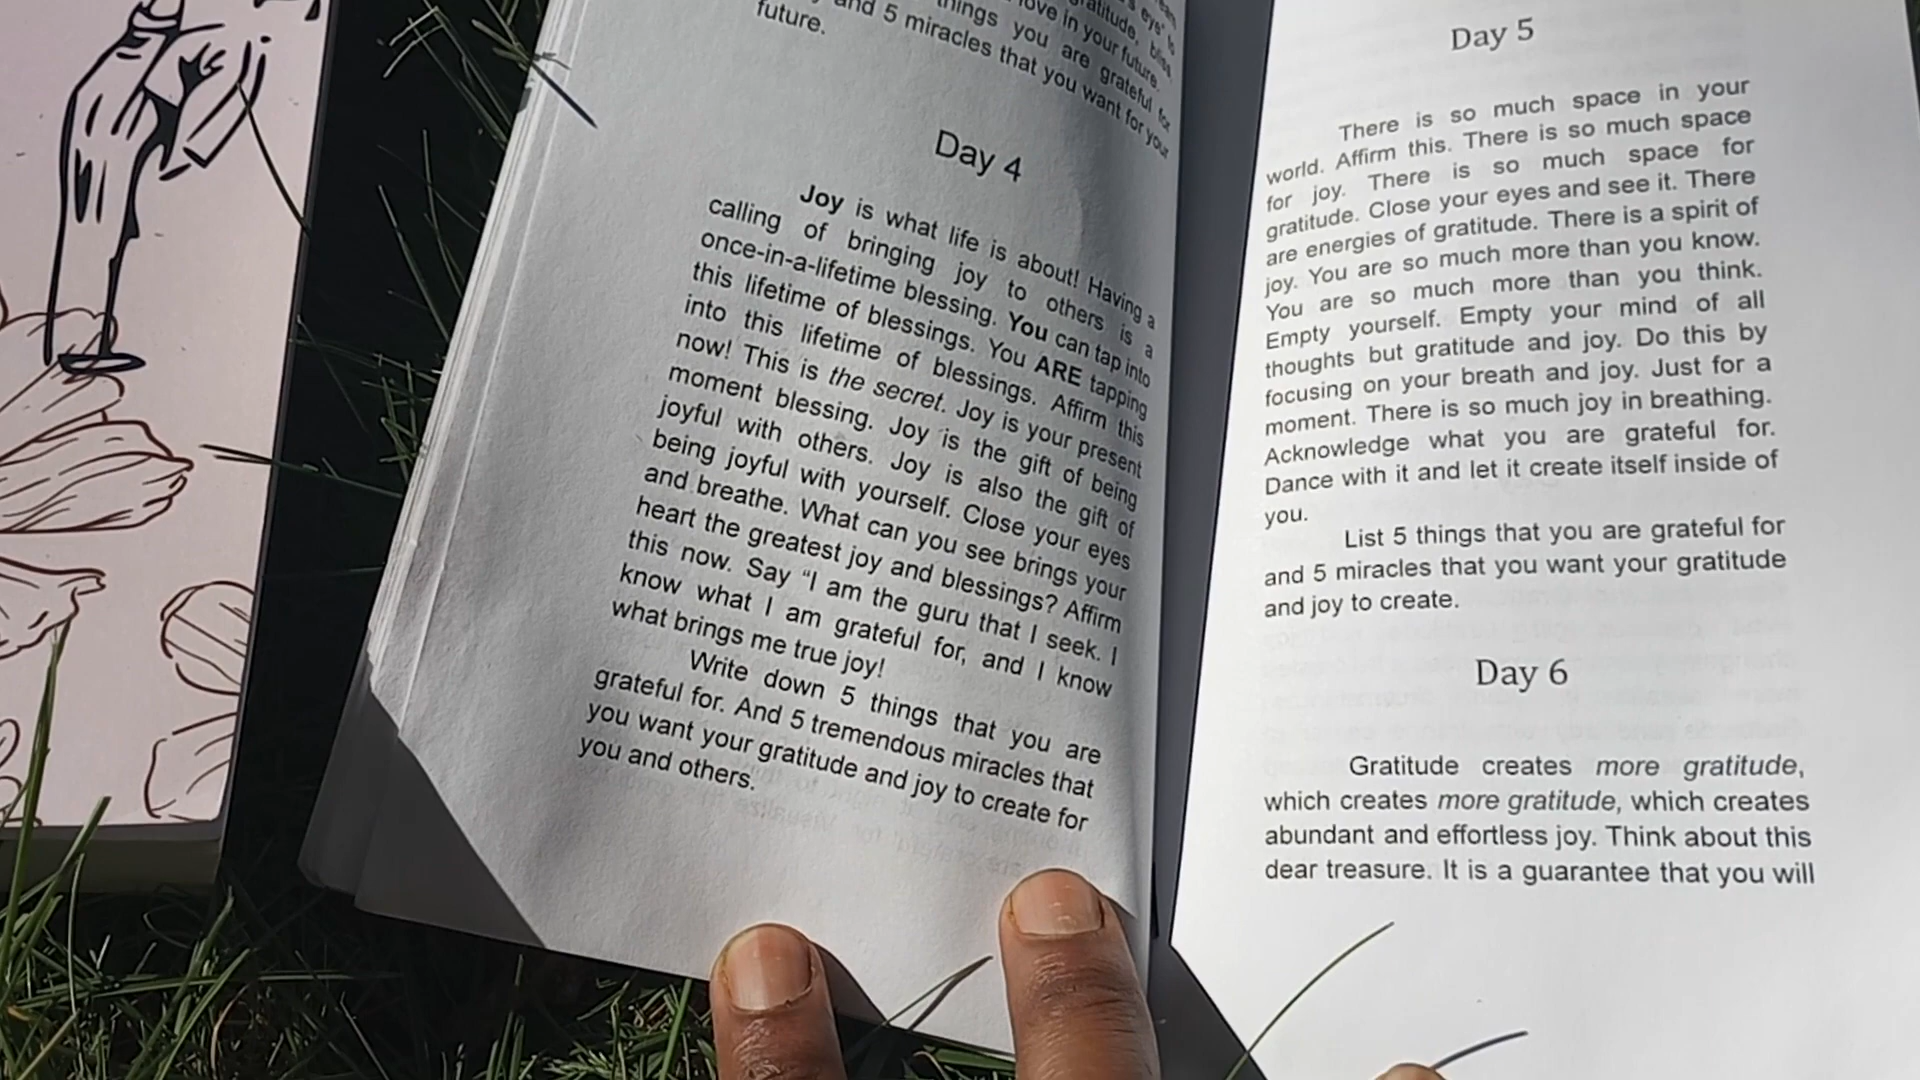 eye" is
gratitude, bliss,
love in your future.
things you are grateful for
and 5 miracles that you want for your
future.
Day 4
Joy is what life is about! Having a
calling of bringing joy to others is a
once-in-a-lifetime blessing. You can tap into
this lifetime of blessings. You ARE tapping
into this lifetime of blessings. Affirm this
now! This is the secret. Joy is your present
moment blessing. Joy is the gift of being
joyful with others. Joy is also the gift of
being joyful with yourself. Close your eyes
and breathe. What can you see brings your
heart the greatest joy and blessings? Affirm
this now. Say “I am the guru that I seek. I
know what I am grateful for, and I know
what brings me true joy!
Write down 5 things that you are
grateful for. And 5 tremendous miracles that
you want your gratitude and joy to create for
you and others.
Day 5
There is so much space in your
world. Affirm this. There is so much space
for joy. There is so much space for
gratitude. Close your eyes and see it. There
are energies of gratitude. There is a spirit of
joy. You are so much more than you know.
You are so much more than you think.
Empty yourself. Empty your mind of all
thoughts but gratitude and joy. Do this by
focusing on your breath and joy. Just for a
moment. There is so much joy in breathing.
Acknowledge what you are grateful for.
Dance with it and let it create itself inside of
you.
List 5 things that you are grateful for
and 5 miracles that you want your gratitude
and joy to create.
Day 6
Gratitude creates more gratitude,
which creates more gratitude, which creates
abundant and effortless joy. Think about this
dear treasure. It is a guarantee that you will